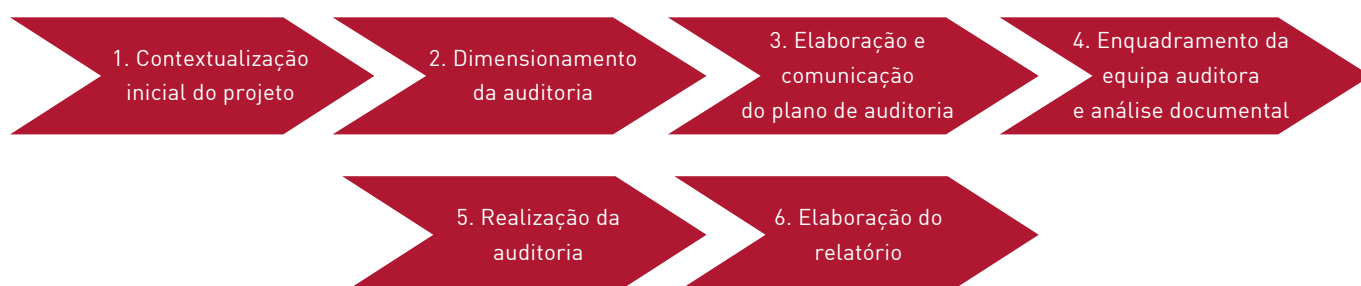 1. Contextualização
inicial do projeto
2. Dimensionamento
da auditoria
3. Elaboração e
comunicação
do plano de auditoria
4. Enquadramento da
equipa auditora
e análise documental
5. Realização da
auditoria
6. Elaboração do
relatório